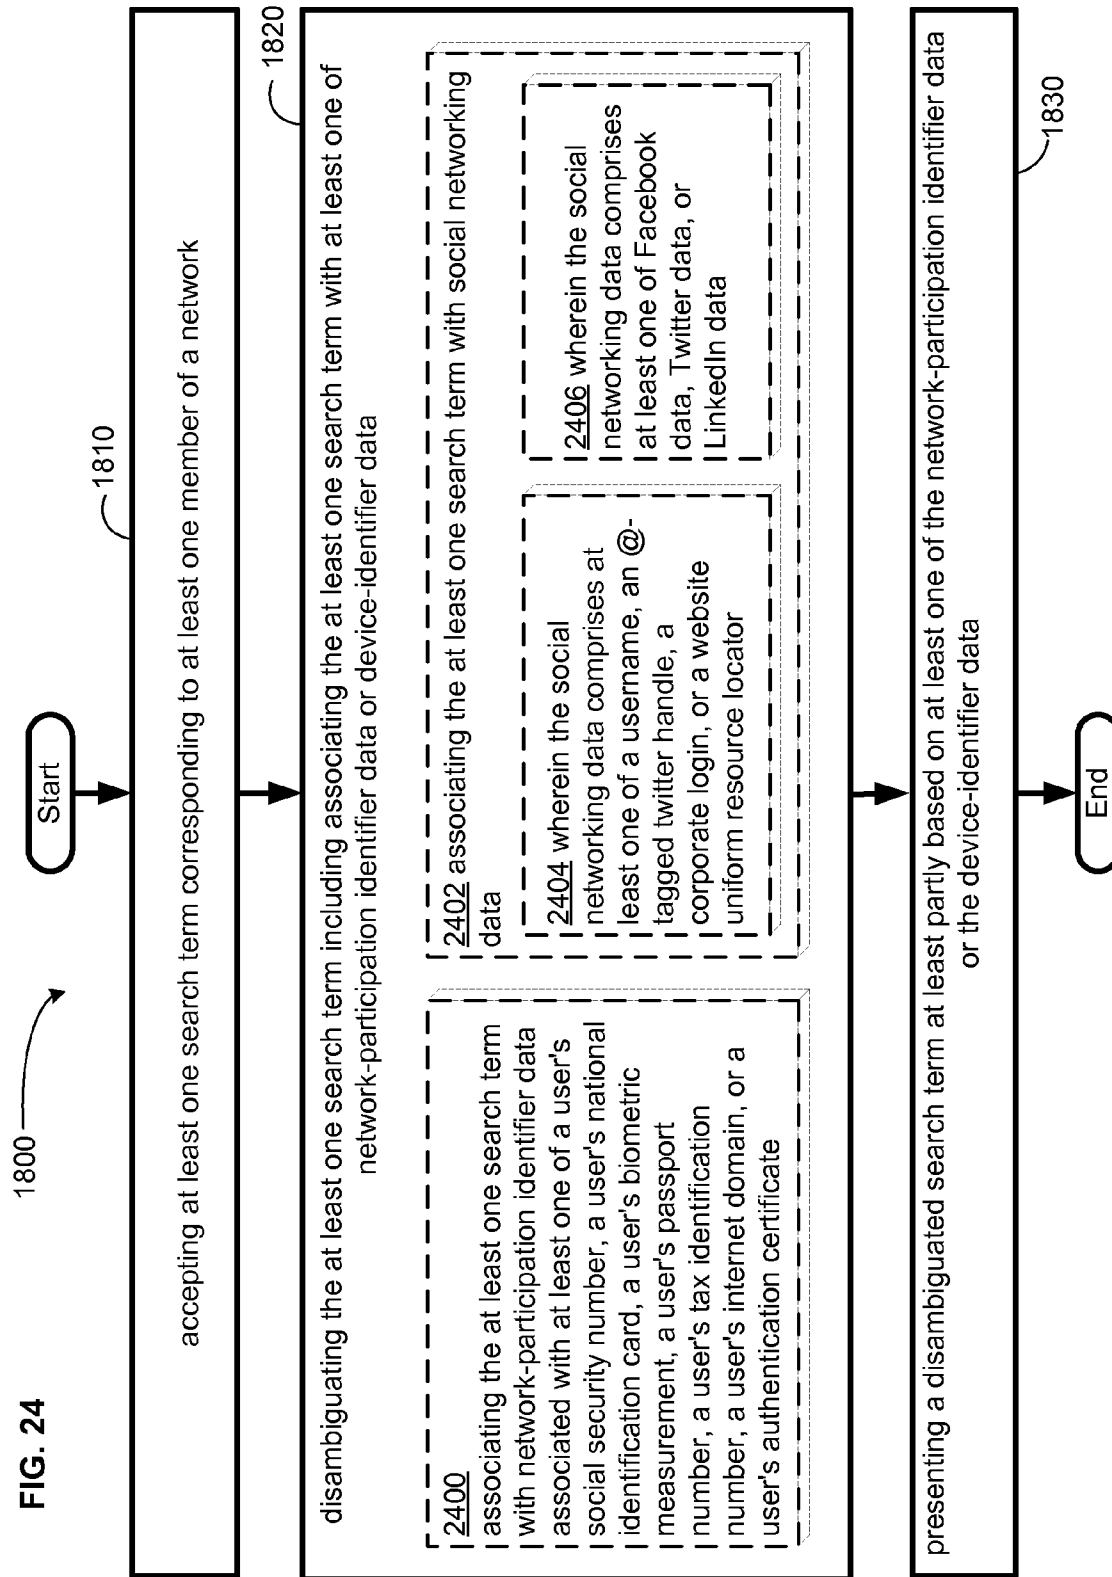 FIG. 24
1800
Start
1810
accepting at least one search term corresponding to at least one member of a network
1820
disambiguating the at least one search term including associating the at least one search term with at least one of
network-participation identifier data or device-identifier data
2400
associating the at least one search term
with network-participation identifier data
associated with at least one of a user's
social security number, a user's national
identification card, a user's biometric
measurement, a user's passport
number, a user's tax identification
number, a user's internet domain, or a
user's authentication certificate
2402 associating the at least one search term with social networking
data
2404 wherein the social
networking data comprises at
least one of a username, an @-
tagged twitter handle, a
corporate login, or a website
uniform resource locator
2406 wherein the social
networking data comprises
at least one of Facebook
data, Twitter data, or
LinkedIn data
presenting a disambiguated search term at least partly based on at least one of the network-participation identifier data
or the device-identifier data
1830
End